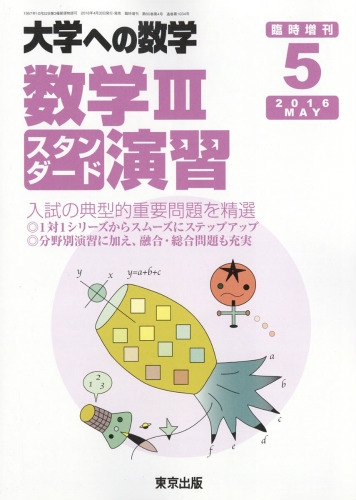 大学への数学
臨時増刊
5
2016
MAY
数学Ⅲ
スタンダード
演習
入試の典型的重要問題を精選
◎1対1シリーズからスムーズにステップアップ
◎分野別演習に加え、融合・総合問題も充実
y
x
y=a+b+c
1
2
3
東京出版